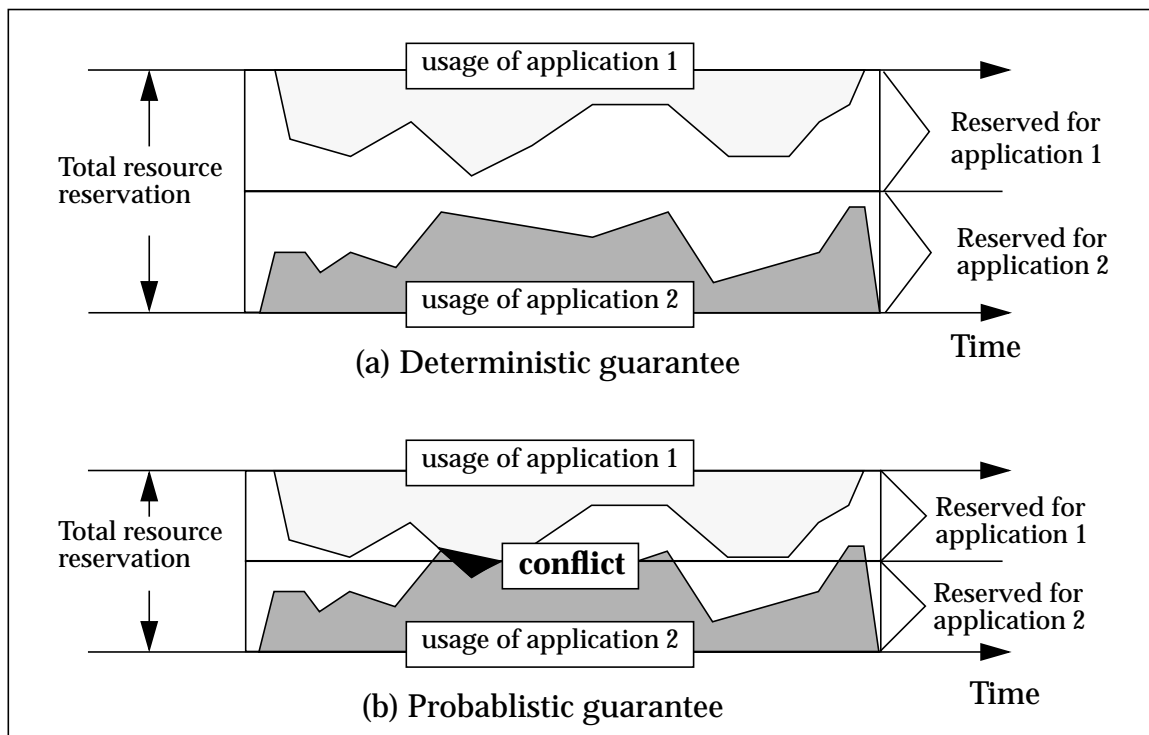 usage of application 1
Total resource
reservation
Reserved for
application 1
Reserved for
application 2
usage of application 2
Time
(a) Deterministic guarantee
usage of application 1
Total resource
reservation
Reserved for
application 1
conflict
Reserved for
application 2
usage of application 2
Time
(b) Probablistic guarantee